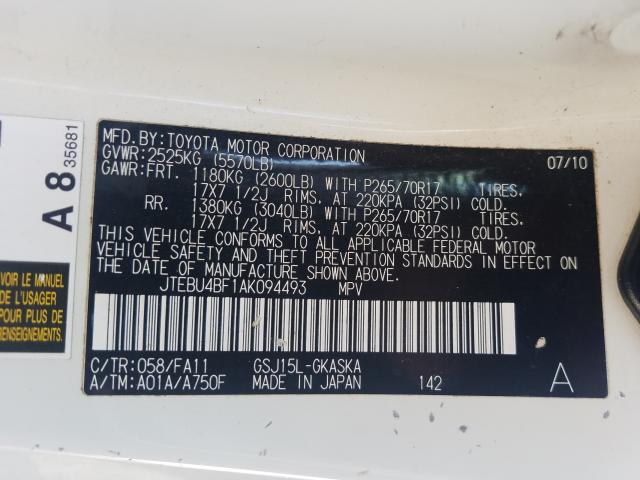 MFD.BY:TOYOTA MOTOR CORPORATION 07/10
GVWR:2525KG (5570LB)
GAWR:FRT. 1180KG (2600LB) WITH P265/70R17 TIRES,
17X7 1/2J RIMS, AT 220KPA (32PSI) COLD.
RR. 1380KG (3040LB) WITH P265/70R17 TIRES,
17X7 1/2J RIMS, AT 220KPA (32PSI) COLD.
THIS VEHICLE CONFORMS TO ALL APPLICABLE FEDERAL MOTOR
VEHICLE SAFETY AND THEFT PREVENTION STANDARDS IN EFFECT ON
THE DATE OF MANUFACTURE SHOWN ABOVE.
JTEBU4BF1AK094493 MPV
C/TR:058/FA11 GSJ15L-GKASKA
A/TM:A01A/A750F MADE IN JAPAN 142 A
A 8 35681
VOIR LE MANUEL
DE L'USAGER
POUR PLUS DE
RENSEIGNEMENTS.